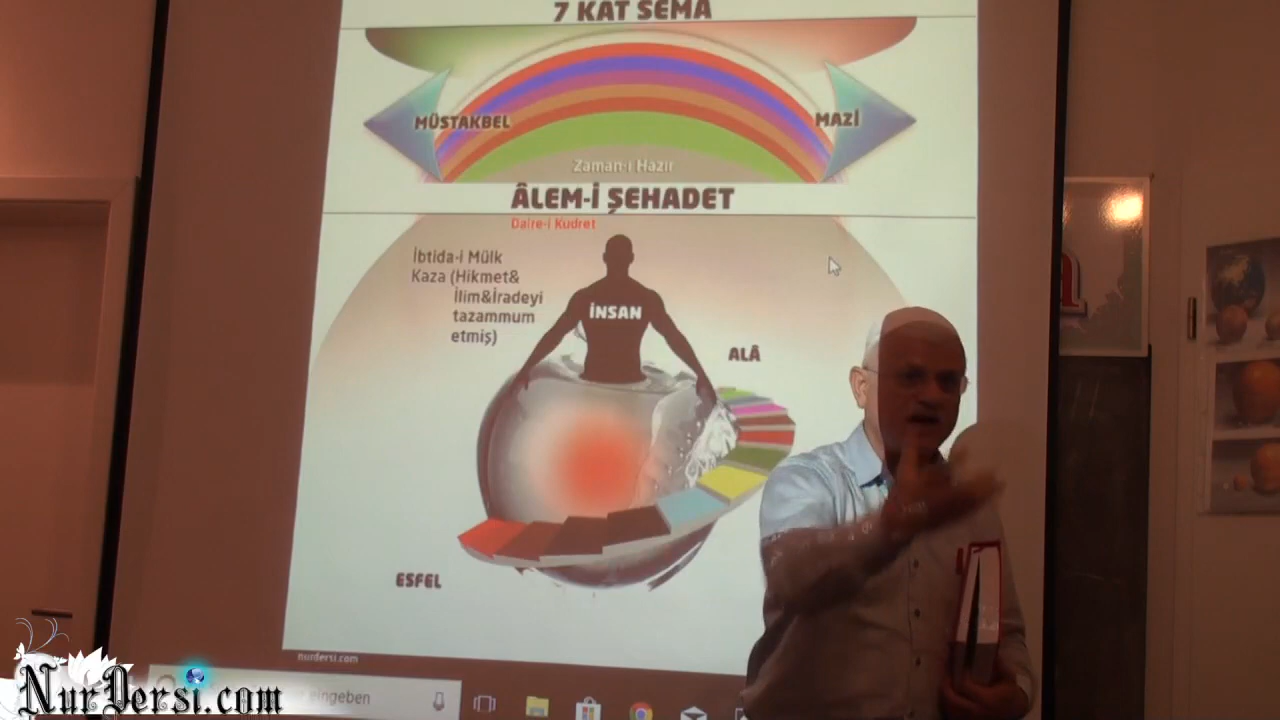 7 KAT SEMA
MÜSTAKBEL
MAZİ
Zaman-ı Hazır
ÂLEM-İ ŞEHADET
Daire-i Kudret
İbtida-i Mülk
Kaza (Hikmet&
İlim&İradeyi
tazammum
etmiş)
İNSAN
ALÂ
ESFEL
nurdersi.com
eingeben
NurDersi.com